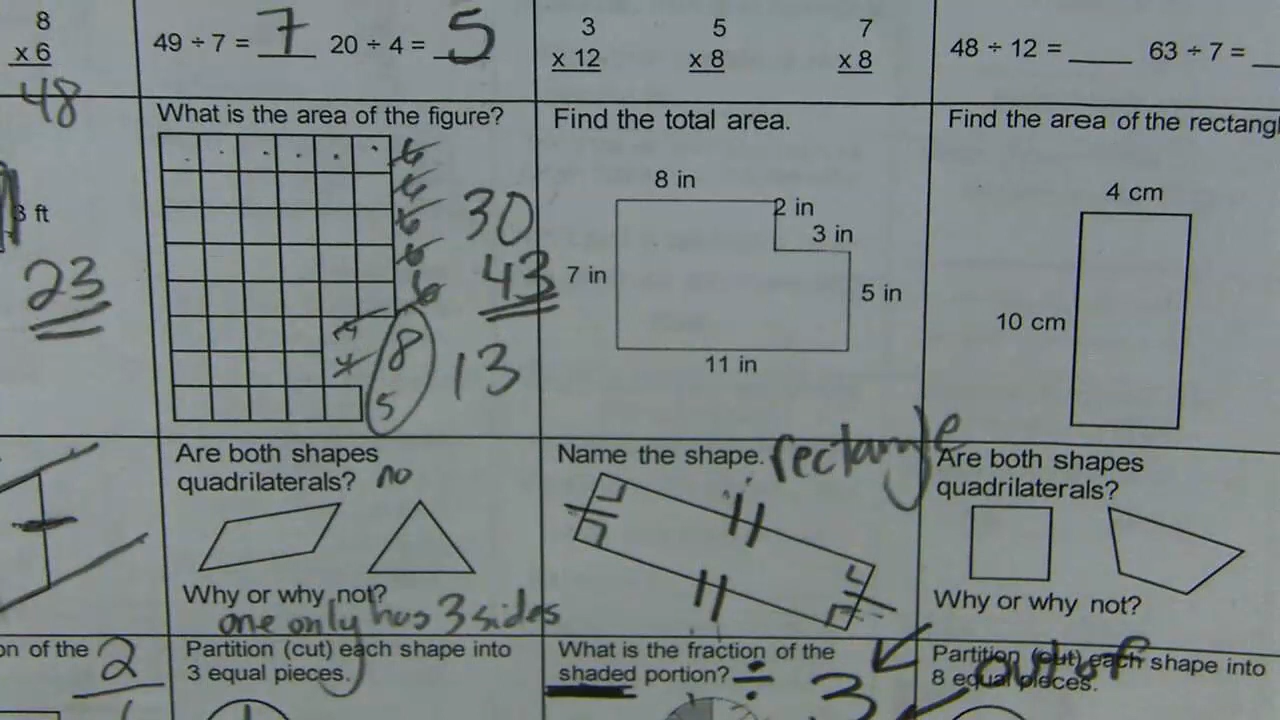 8
x 6
48
49 ÷ 7 = 7 20 ÷ 4 = 5
3
x 12
5
x 8
7
x 8
48 ÷ 12 = ____ 63 ÷ 7 = __
3 ft
23
What is the area of the figure?
6
6
6
6
6
8
5
30
43
13
Find the total area.
8 in
2 in
3 in
7 in
5 in
11 in
Find the area of the rectangl
4 cm
10 cm
Are both shapes
quadrilaterals? no
Why or why not?
one only has 3 sides
Name the shape. rectangle
Are both shapes
quadrilaterals?
Why or why not?
on of the
2
Partition (cut) each shape into
3 equal pieces.
What is the fraction of the
shaded portion? ÷ 3
Partition (cut) each shape into
8 equal pieces.
out of